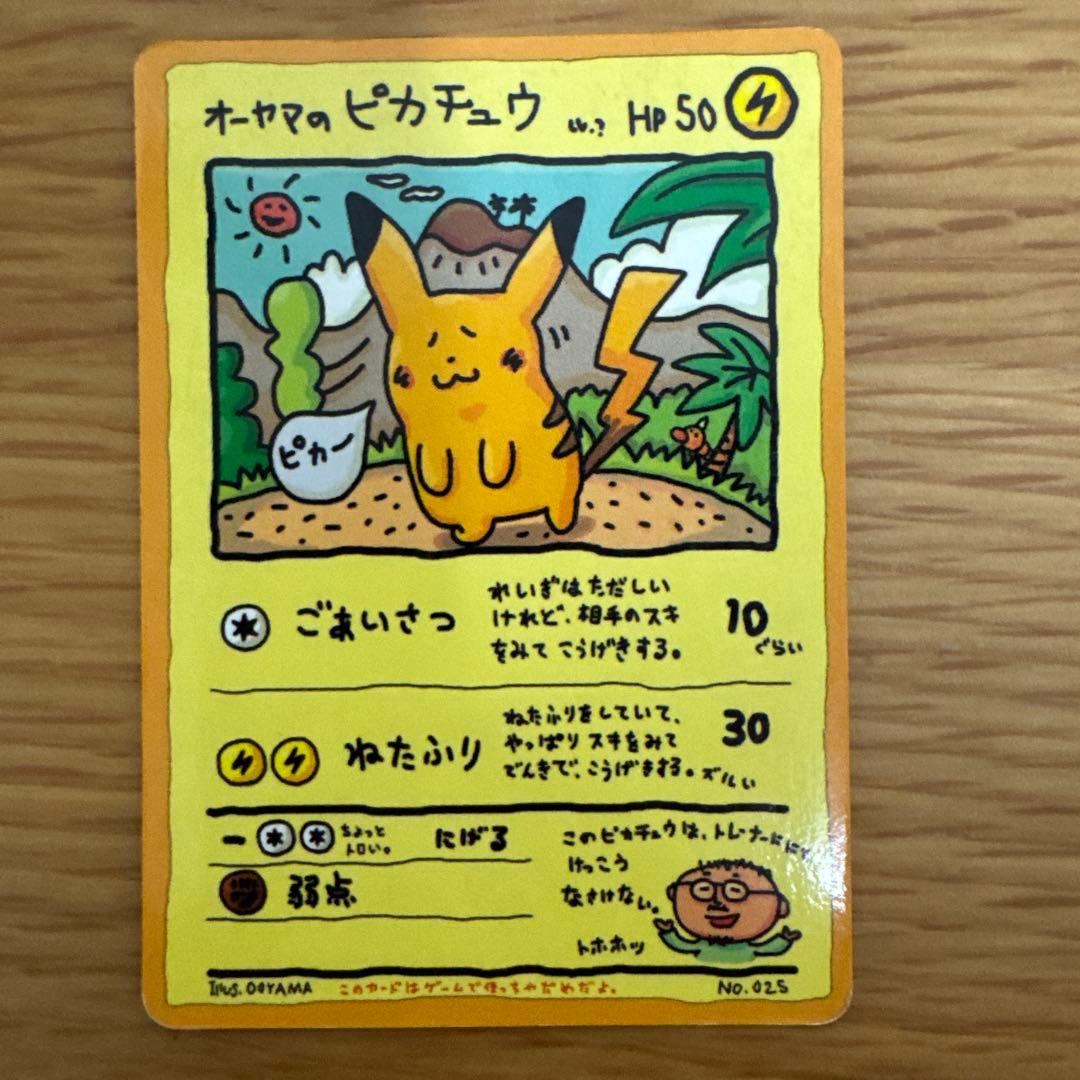 オーヤマの ピカチュウ LV.? HP 50
ピカー
ごあいさつ
れいぎはただしい
けれど、相手のスキ
をみて こうげきする。
10
ぐらい
ねたふり
ねたふりをしていて、
やっぱりスキをみて
でんきで、こうげきする。ズルい
30
ー ちょっと
トロい。
にげる
弱点
このピカチュウは、トレーナーににて
けっこう
なさけない。
トホホッ
Illus. OOYAMA このカードはゲームで使っちゃだめだよ。 No. 025